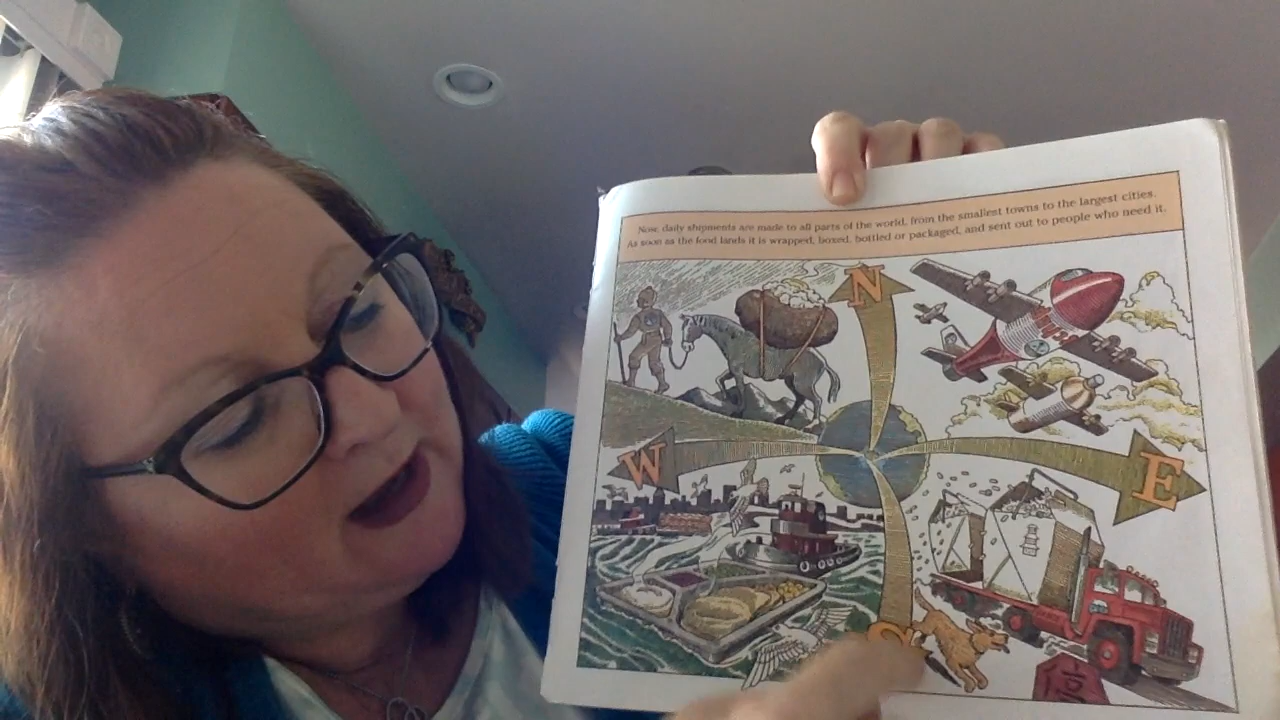 Now, daily shipments are made to all parts of the world, from the smallest towns to the largest cities.
As soon as the food lands it is wrapped, boxed, bottled or packaged, and sent out to people who need it.
N
W
E
S
停